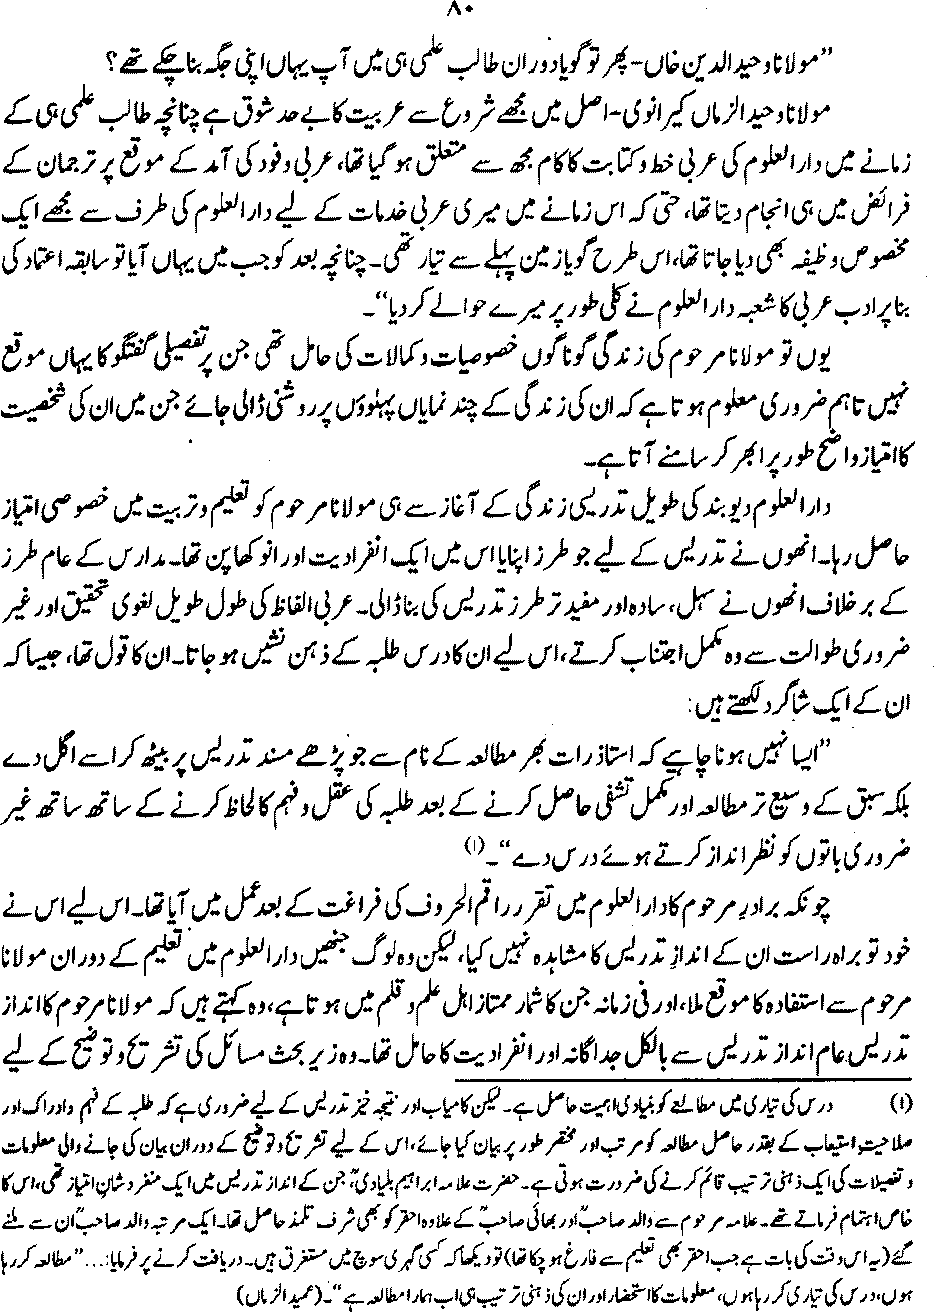 ۸۰
”مولانا وحید الدین خاں- پھر تو گویا دوران طالب علمی ہی میں آپ یہاں اپنی جگہ بنا چکے تھے؟
مولانا وحید الزماں کیرانوی- اصل میں مجھے شروع سے عربیت کا بے حد شوق ہے چنانچہ طالب علمی ہی کے
زمانے میں دار العلوم کی عربی خط و کتابت کا کام مجھ سے متعلق ہو گیا تھا، عربی وفود کی آمد کے موقع پر ترجمان کے
فرائض میں ہی انجام دیتا تھا، حتی کہ اس زمانے میں میری عربی خدمات کے لیے دار العلوم کی طرف سے مجھے ایک
مخصوص وظیفہ بھی دیا جاتا تھا، اس طرح گویا زمین پہلے سے تیار تھی۔ چنانچہ بعد کو جب میں یہاں آیا تو سابقہ اعتماد کی
بنا پر ادب عربی کا شعبہ دار العلوم نے کلی طور پر میرے حوالے کر دیا“۔
یوں تو مولانا مرحوم کی زندگی گوناگوں خصوصیات و کمالات کی حامل تھی جن پر تفصیلی گفتگو کا یہاں موقع
نہیں تاہم ضروری معلوم ہوتا ہے کہ ان کی زندگی کے چند نمایاں پہلوؤں پر روشنی ڈالی جائے جن میں ان کی شخصیت
کا امتیاز واضح طور پر ابھر کر سامنے آتا ہے۔
دار العلوم دیوبند کی طویل تدریسی زندگی کے آغاز سے ہی مولانا مرحوم کو تعلیم و تربیت میں خصوصی امتیاز
حاصل رہا۔ انھوں نے تدریس کے لیے جو طرز اپنایا اس میں ایک انفرادیت اور انوکھا پن تھا۔ مدارس کے عام طرز
کے برخلاف انھوں نے سہل، سادہ اور مفید تر طرز تدریس کی بنا ڈالی۔ عربی الفاظ کی طول طویل لغوی تحقیق اور غیر
ضروری طوالت سے وہ مکمل اجتناب کرتے، اس لیے ان کا درس طلبہ کے ذہن نشیں ہو جاتا۔ ان کا قول تھا، جیسا کہ
ان کے ایک شاگرد لکھتے ہیں:
”ایسا نہیں ہونا چاہیے کہ استاذ رات بھر مطالعہ کے نام سے جو پڑھے مسند تدریس پر بیٹھ کر اسے اگل دے
بلکہ سبق کے وسیع تر مطالعہ اور مکمل تشفی حاصل کرنے کے بعد طلبہ کی عقل و فہم کا لحاظ کرنے کے ساتھ ساتھ غیر
ضروری باتوں کو نظر انداز کرتے ہوئے درس دے“۔(۱)
چونکہ برادر مرحوم کا دار العلوم میں تقرر راقم الحروف کی فراغت کے بعد عمل میں آیا تھا۔ اس لیے اس نے
خود تو براہ راست ان کے اندازِ تدریس کا مشاہدہ نہیں کیا، لیکن وہ لوگ جنھیں دار العلوم میں تعلیم کے دوران مولانا
مرحوم سے استفادہ کا موقع ملا، اور فی زمانہ جن کا شمار ممتاز اہل علم و قلم میں ہوتا ہے، وہ کہتے ہیں کہ مولانا مرحوم کا انداز
تدریس عام انداز تدریس سے بالکل جداگانہ اور انفرادیت کا حامل تھا۔ وہ زیر بحث مسائل کی تشریح و توضیح کے لیے
(۱) درس کی تیاری میں مطالعے کو بنیادی اہمیت حاصل ہے۔ لیکن کامیاب اور نتیجہ خیز تدریس کے لیے ضروری ہے کہ طلبہ کے فہم و ادراک اور
صلاحیتِ استیعاب کے بقدر حاصل مطالعہ کو مرتب اور مختصر طور پر بیان کیا جائے، اس کے لیے تشریح و توضیح کے دوران بیان کی جانے والی معلومات
و تفصیلات کی ایک ذہنی ترتیب قائم کرنے کی ضرورت ہوتی ہے۔ حضرت علامہ ابراہیم بلیاویؒ، جن کے انداز تدریس میں ایک منفرد شانِ امتیاز تھی، اس کا
خاص اہتمام فرماتے تھے۔ علامہ مرحوم سے والد صاحبؒ اور بھائی صاحبؒ کے علاوہ احقر کو بھی شرف تلمذ حاصل تھا۔ ایک مرتبہ والد صاحبؒ ان سے ملنے
گئے (یہ اس وقت کی بات ہے جب احقر بھی تعلیم سے فارغ ہو چکا تھا) تو دیکھا کہ کسی گہری سوچ میں مستغرق ہیں۔ دریافت کرنے پر فرمایا:...”مطالعہ کر رہا
ہوں، درس کی تیاری کر رہا ہوں، معلومات کا استحضار اور ان کی ذہنی ترتیب ہی اب ہمارا مطالعہ ہے“۔ (عمید الزماں)